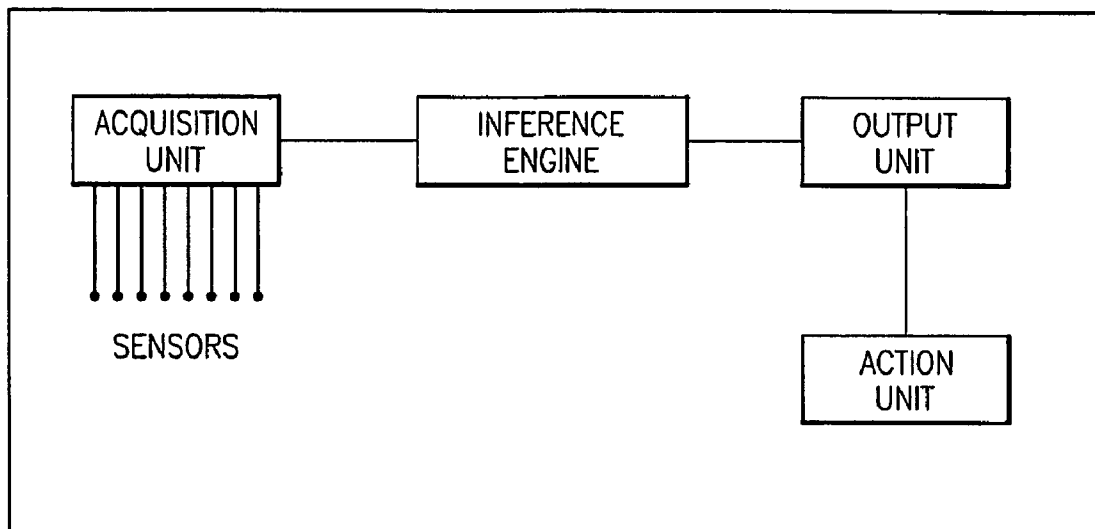 ACQUISITION
UNIT
INFERENCE
ENGINE
OUTPUT
UNIT
SENSORS
ACTION
UNIT